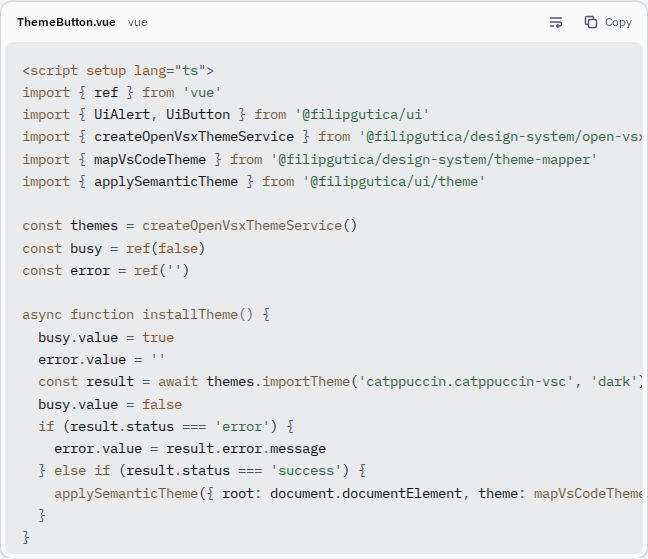 ThemeButton.vue vue Copy
<script setup lang="ts">
import { ref } from 'vue'
import { UiAlert, UiButton } from '@filipgutica/ui'
import { createOpenVsxThemeService } from '@filipgutica/design-system/open-vsx
import { mapVsCodeTheme } from '@filipgutica/design-system/theme-mapper'
import { applySemanticTheme } from '@filipgutica/ui/theme'

const themes = createOpenVsxThemeService()
const busy = ref(false)
const error = ref('')

async function installTheme() {
  busy.value = true
  error.value = ''
  const result = await themes.importTheme('catppuccin.catppuccin-vsc', 'dark')
  busy.value = false
  if (result.status === 'error') {
    error.value = result.error.message
  } else if (result.status === 'success') {
    applySemanticTheme({ root: document.documentElement, theme: mapVsCodeTheme
  }
}